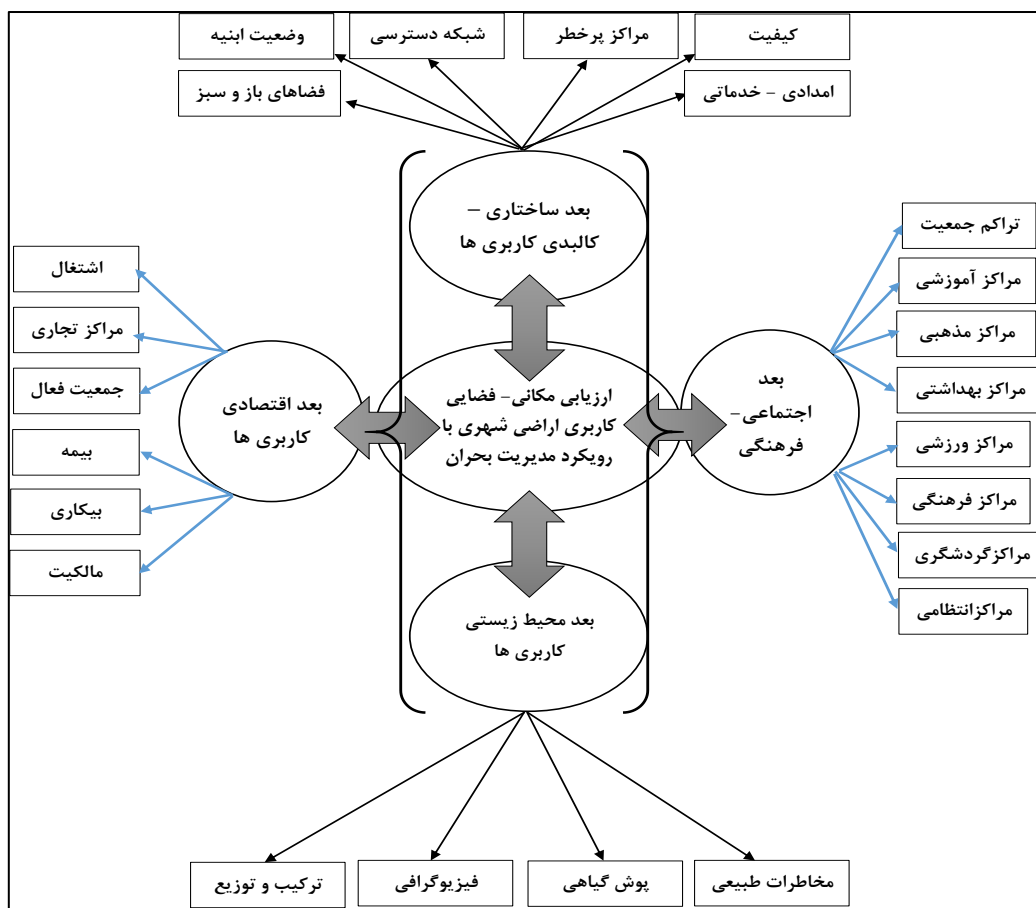 کیفیت
مراکز پرخطر
شبکه دسترسی
وضعیت ابنیه
امدادی - خدماتی
فضاهای باز و سبز
بعد ساختاری –
کالبدی کاربری ها
تراکم جمعیت
مراکز آموزشی
مراکز مذهبی
مراکز بهداشتی
مراکز ورزشی
مراکز فرهنگی
مراکزگردشگری
مراکزانتظامی
بعد
اجتماعی-
فرهنگی
ارزیابی مکانی- فضایی
کاربری اراضی شهری با
رویکرد مدیریت بحران
بعد اقتصادی
کاربری ها
اشتغال
مراکز تجاری
جمعیت فعال
بیمه
بیکاری
مالکیت
بعد محیط زیستی
کاربری ها
مخاطرات طبیعی
پوش گیاهی
فیزیوگرافی
ترکیب و توزیع